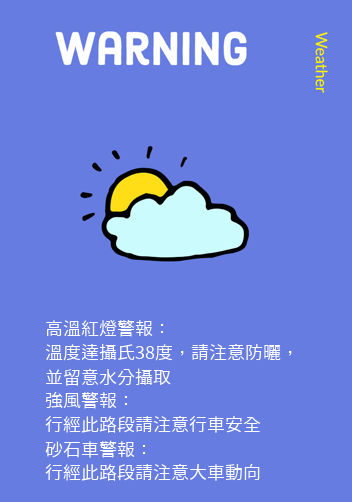 WARNING
Weather
高溫紅燈警報：
溫度達攝氏38度，請注意防曬，
並留意水分攝取
強風警報：
行經此路段請注意行車安全
砂石車警報：
行經此路段請注意大車動向